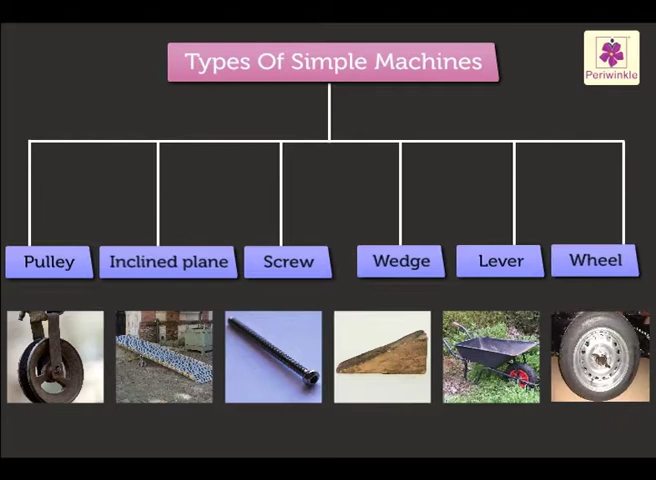 Types Of Simple Machines
Periwinkle
Pulley
Inclined plane
Screw
Wedge
Lever
Wheel